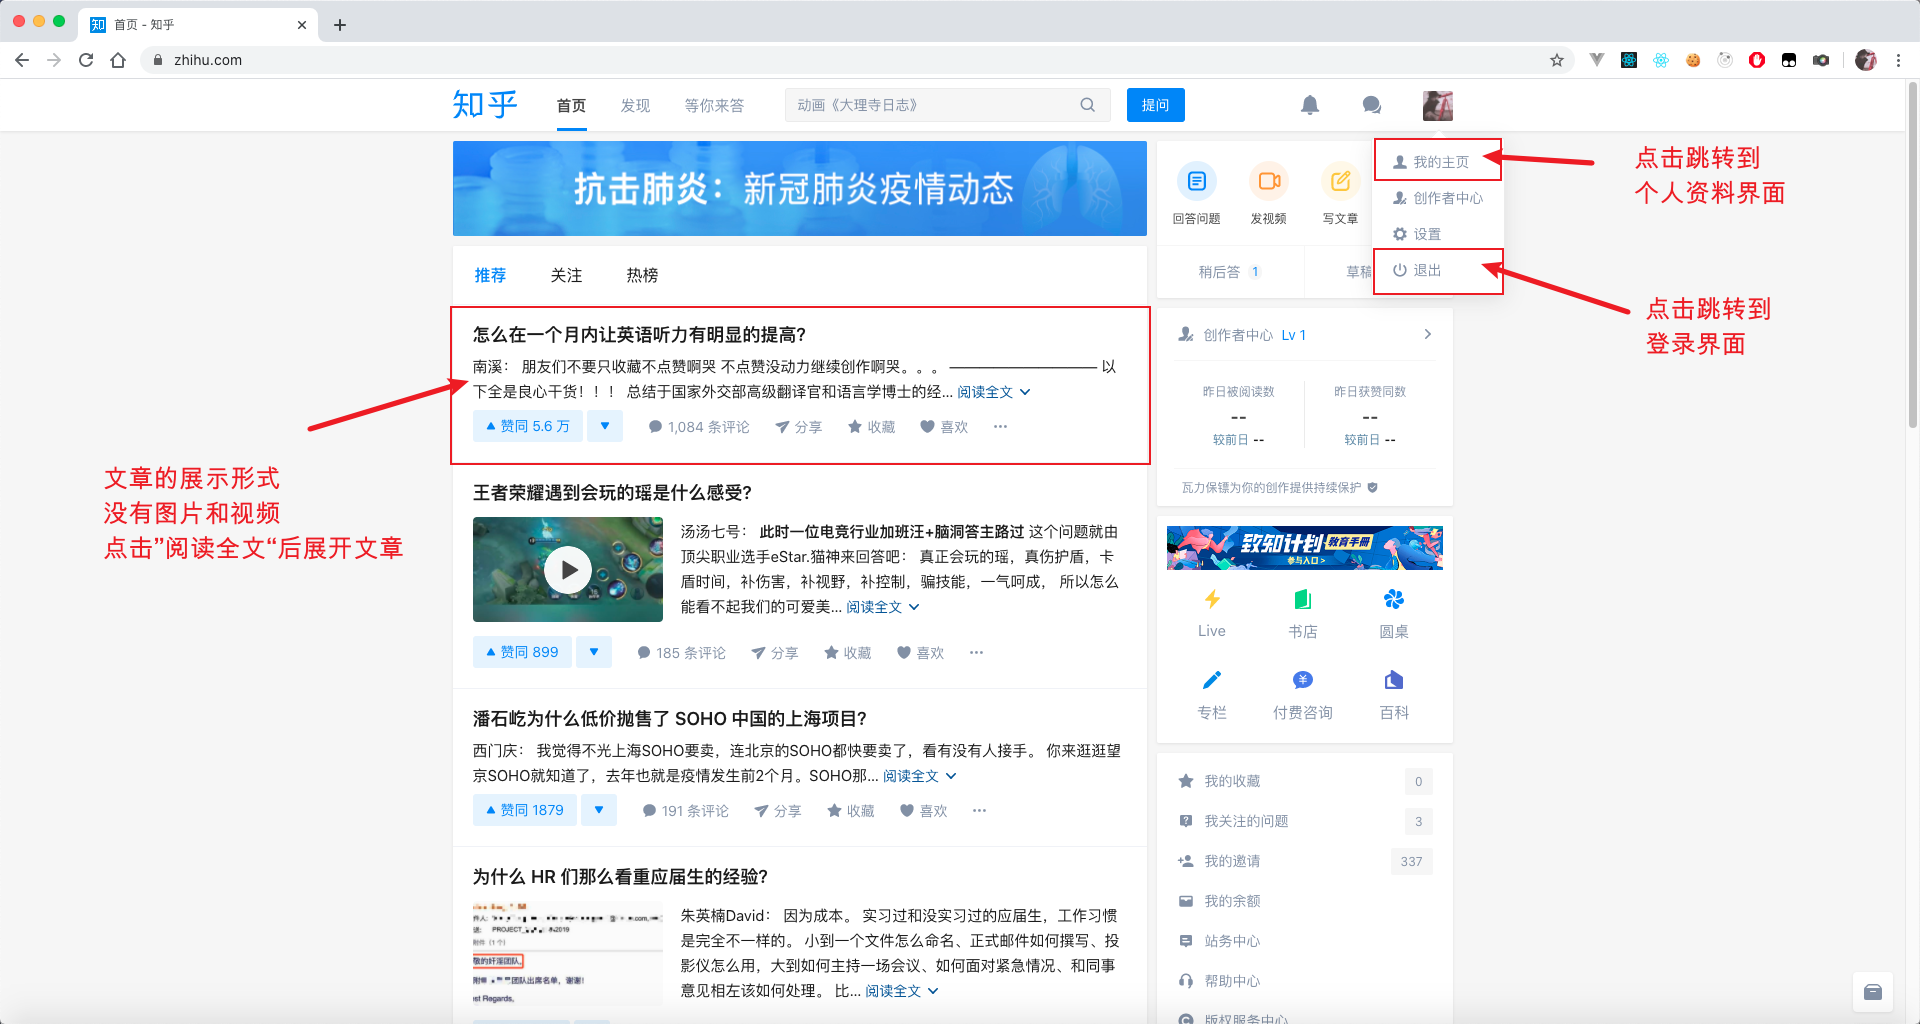 首页 - 知乎
zhihu.com
知乎
首页
发现
等你来答
动画《大理寺日志》
提问
抗击肺炎：新冠肺炎疫情动态
推荐
关注
热榜
怎么在一个月内让英语听力有明显的提高?
南溪： 朋友们不要只收藏不点赞啊哭 不点赞没动力继续创作啊哭。。。 —————————— 以
下全是良心干货！！！ 总结于国家外交部高级翻译官和语言学博士的经... 阅读全文
赞同 5.6 万
1,084 条评论
分享
收藏
喜欢
王者荣耀遇到会玩的瑶是什么感受?
汤汤七号： 此时一位电竞行业加班汪+脑洞答主路过 这个问题就由
顶尖职业选手eStar.猫神来回答吧： 真正会玩的瑶，真伤护盾，卡
盾时间，补伤害，补视野，补控制，骗技能，一气呵成， 所以怎么
能看不起我们的可爱美... 阅读全文
赞同 899
185 条评论
分享
收藏
喜欢
潘石屹为什么低价抛售了 SOHO 中国的上海项目?
西门庆： 我觉得不光上海SOHO要卖，连北京的SOHO都快要卖了，看有没有人接手。 你来逛逛望
京SOHO就知道了，去年也就是疫情发生前2个月。SOHO那... 阅读全文
赞同 1879
191 条评论
分享
收藏
喜欢
为什么 HR 们那么看重应届生的经验?
件人:
.com,
送:
PROJECT_
2019
附件 (1 个)
敬的奸淫团队,
团队出席名单，谢谢!
st Regards,
朱英楠David： 因为成本。 实习过和没实习过的应届生，工作习惯
是完全不一样的。 小到一个文件怎么命名、正式邮件如何撰写、投
影仪怎么用，大到如何主持一场会议、如何面对紧急情况、和同事
意见相左该如何处理。 比... 阅读全文
回答问题
发视频
写文章
稍后答 1
草稿
我的主页
创作者中心
设置
退出
创作者中心 Lv 1
昨日被阅读数
昨日获赞同数
--
--
较前日 --
较前日 --
瓦力保镖为你的创作提供持续保护
致知计划 教育手册
参与入口 >
Live
书店
圆桌
专栏
付费咨询
百科
我的收藏
0
我关注的问题
3
我的邀请
337
我的余额
站务中心
帮助中心
版权服务中心
点击跳转到
个人资料界面
点击跳转到
登录界面
文章的展示形式
没有图片和视频
点击”阅读全文“后展开文章